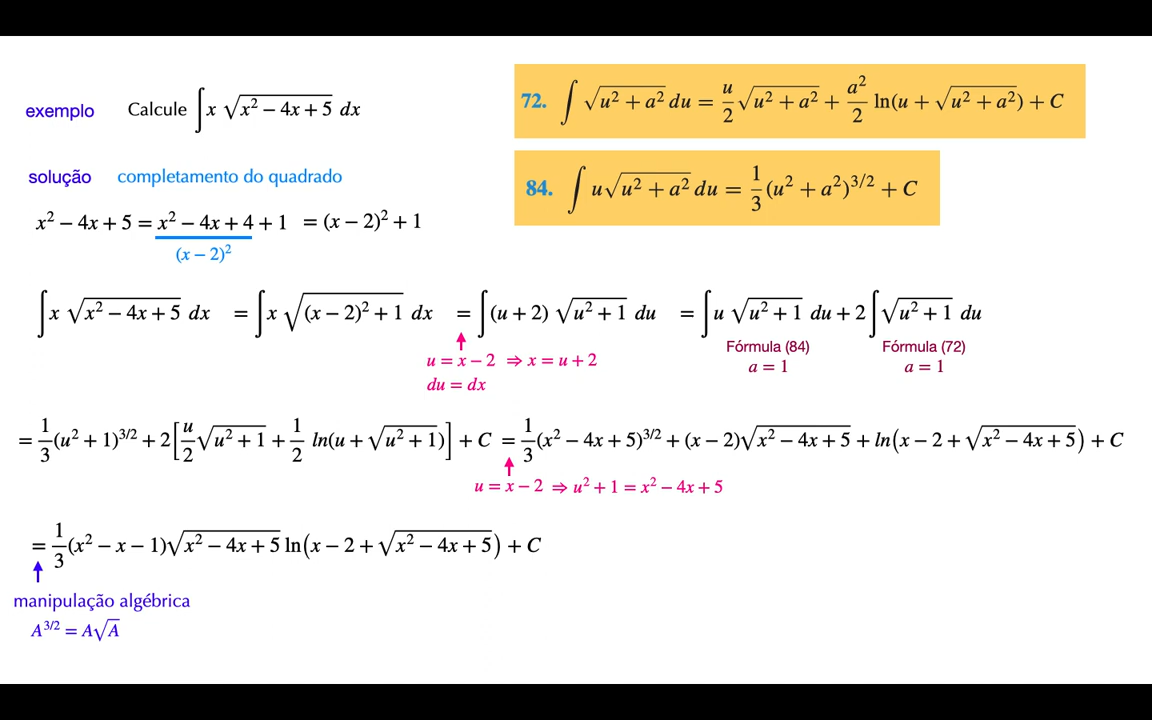 exemplo Calcule ∫ x √(x² − 4x + 5) dx
72. ∫ √(u² + a²) du = u/2 √(u² + a²) + a²/2 ln(u + √(u² + a²)) + C
solução completamento do quadrado
84. ∫ u√(u² + a²) du = 1/3 (u² + a²)^3/2 + C
x² − 4x + 5 = x² − 4x + 4 + 1 = (x − 2)² + 1
(x − 2)²
∫ x √(x² − 4x + 5) dx = ∫ x √((x − 2)² + 1) dx = ∫ (u + 2) √(u² + 1) du = ∫ u √(u² + 1) du + 2 ∫ √(u² + 1) du
u = x − 2 ⇒ x = u + 2
du = dx
Fórmula (84) Fórmula (72)
a = 1 a = 1
= 1/3 (u² + 1)^3/2 + 2[u/2 √(u² + 1) + 1/2 ln(u + √(u² + 1))] + C = 1/3 (x² − 4x + 5)^3/2 + (x − 2)√(x² − 4x + 5) + ln(x − 2 + √(x² − 4x + 5)) + C
u = x − 2 ⇒ u² + 1 = x² − 4x + 5
= 1/3 (x² − x − 1)√(x² − 4x + 5) ln(x − 2 + √(x² − 4x + 5)) + C
manipulação algébrica
A^3/2 = A√A